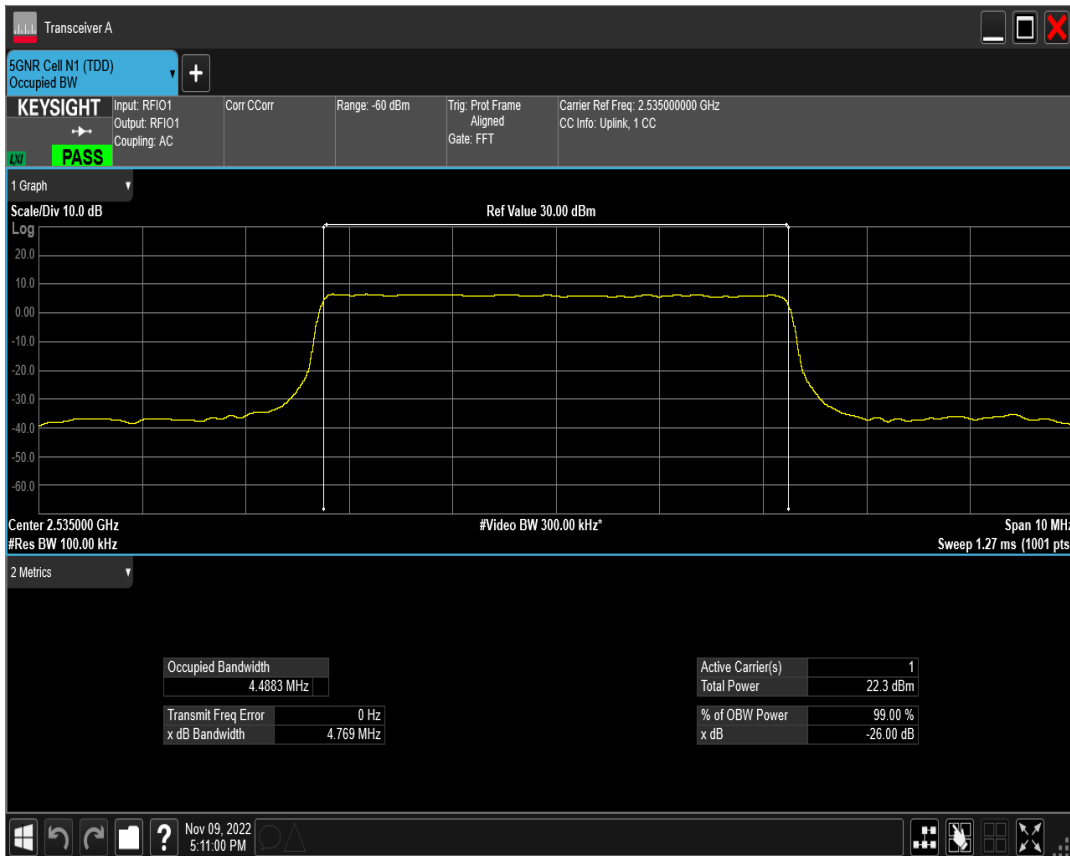 Transceiver A
5GNR Cell N1 (TDD)
Occupied BW
+
KEYSIGHT
LXI
PASS
Input: RFIO1
Output: RFIO1
Coupling: AC
Corr CCorr
Range: -60 dBm
Trig: Prot Frame
Aligned
Gate: FFT
Carrier Ref Freq: 2.535000000 GHz
CC Info: Uplink, 1 CC
1 Graph
Scale/Div 10.0 dB
Ref Value 30.00 dBm
Log
20.0
10.0
0.00
-10.0
-20.0
-30.0
-40.0
-50.0
-60.0
Center 2.535000 GHz
#Video BW 300.00 kHz*
Span 10 MHz
#Res BW 100.00 kHz
Sweep 1.27 ms (1001 pts
2 Metrics
Occupied Bandwidth
4.4883 MHz
Transmit Freq Error 0 Hz
x dB Bandwidth 4.769 MHz
Active Carrier(s) 1
Total Power 22.3 dBm
% of OBW Power 99.00 %
x dB -26.00 dB
?
Nov 09, 2022
5:11:00 PM